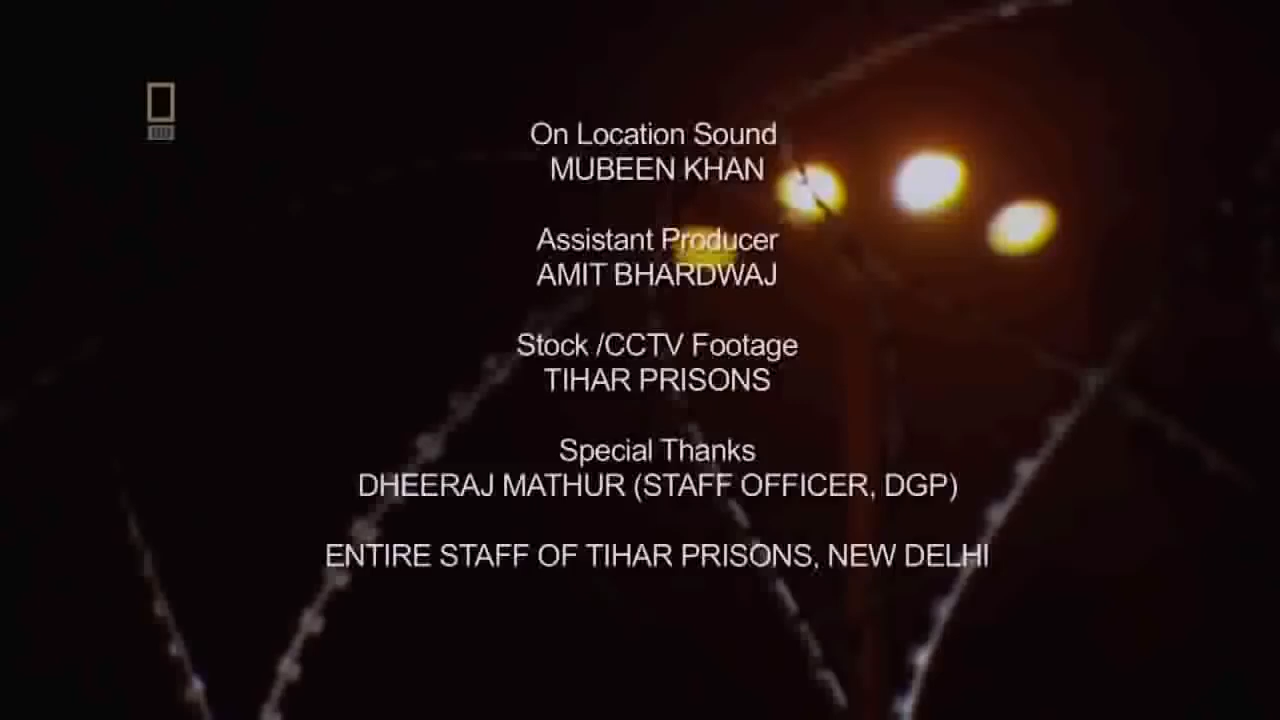 On Location Sound
MUBEEN KHAN
Assistant Producer
AMIT BHARDWAJ
Stock /CCTV Footage
TIHAR PRISONS
Special Thanks
DHEERAJ MATHUR (STAFF OFFICER, DGP)
ENTIRE STAFF OF TIHAR PRISONS, NEW DELHI